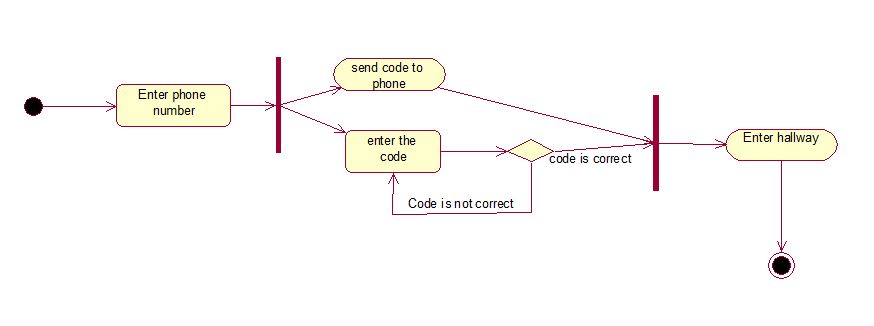 Enter phone
number
send code to
phone
enter the
code
code is correct
Code is not correct
Enter hallway